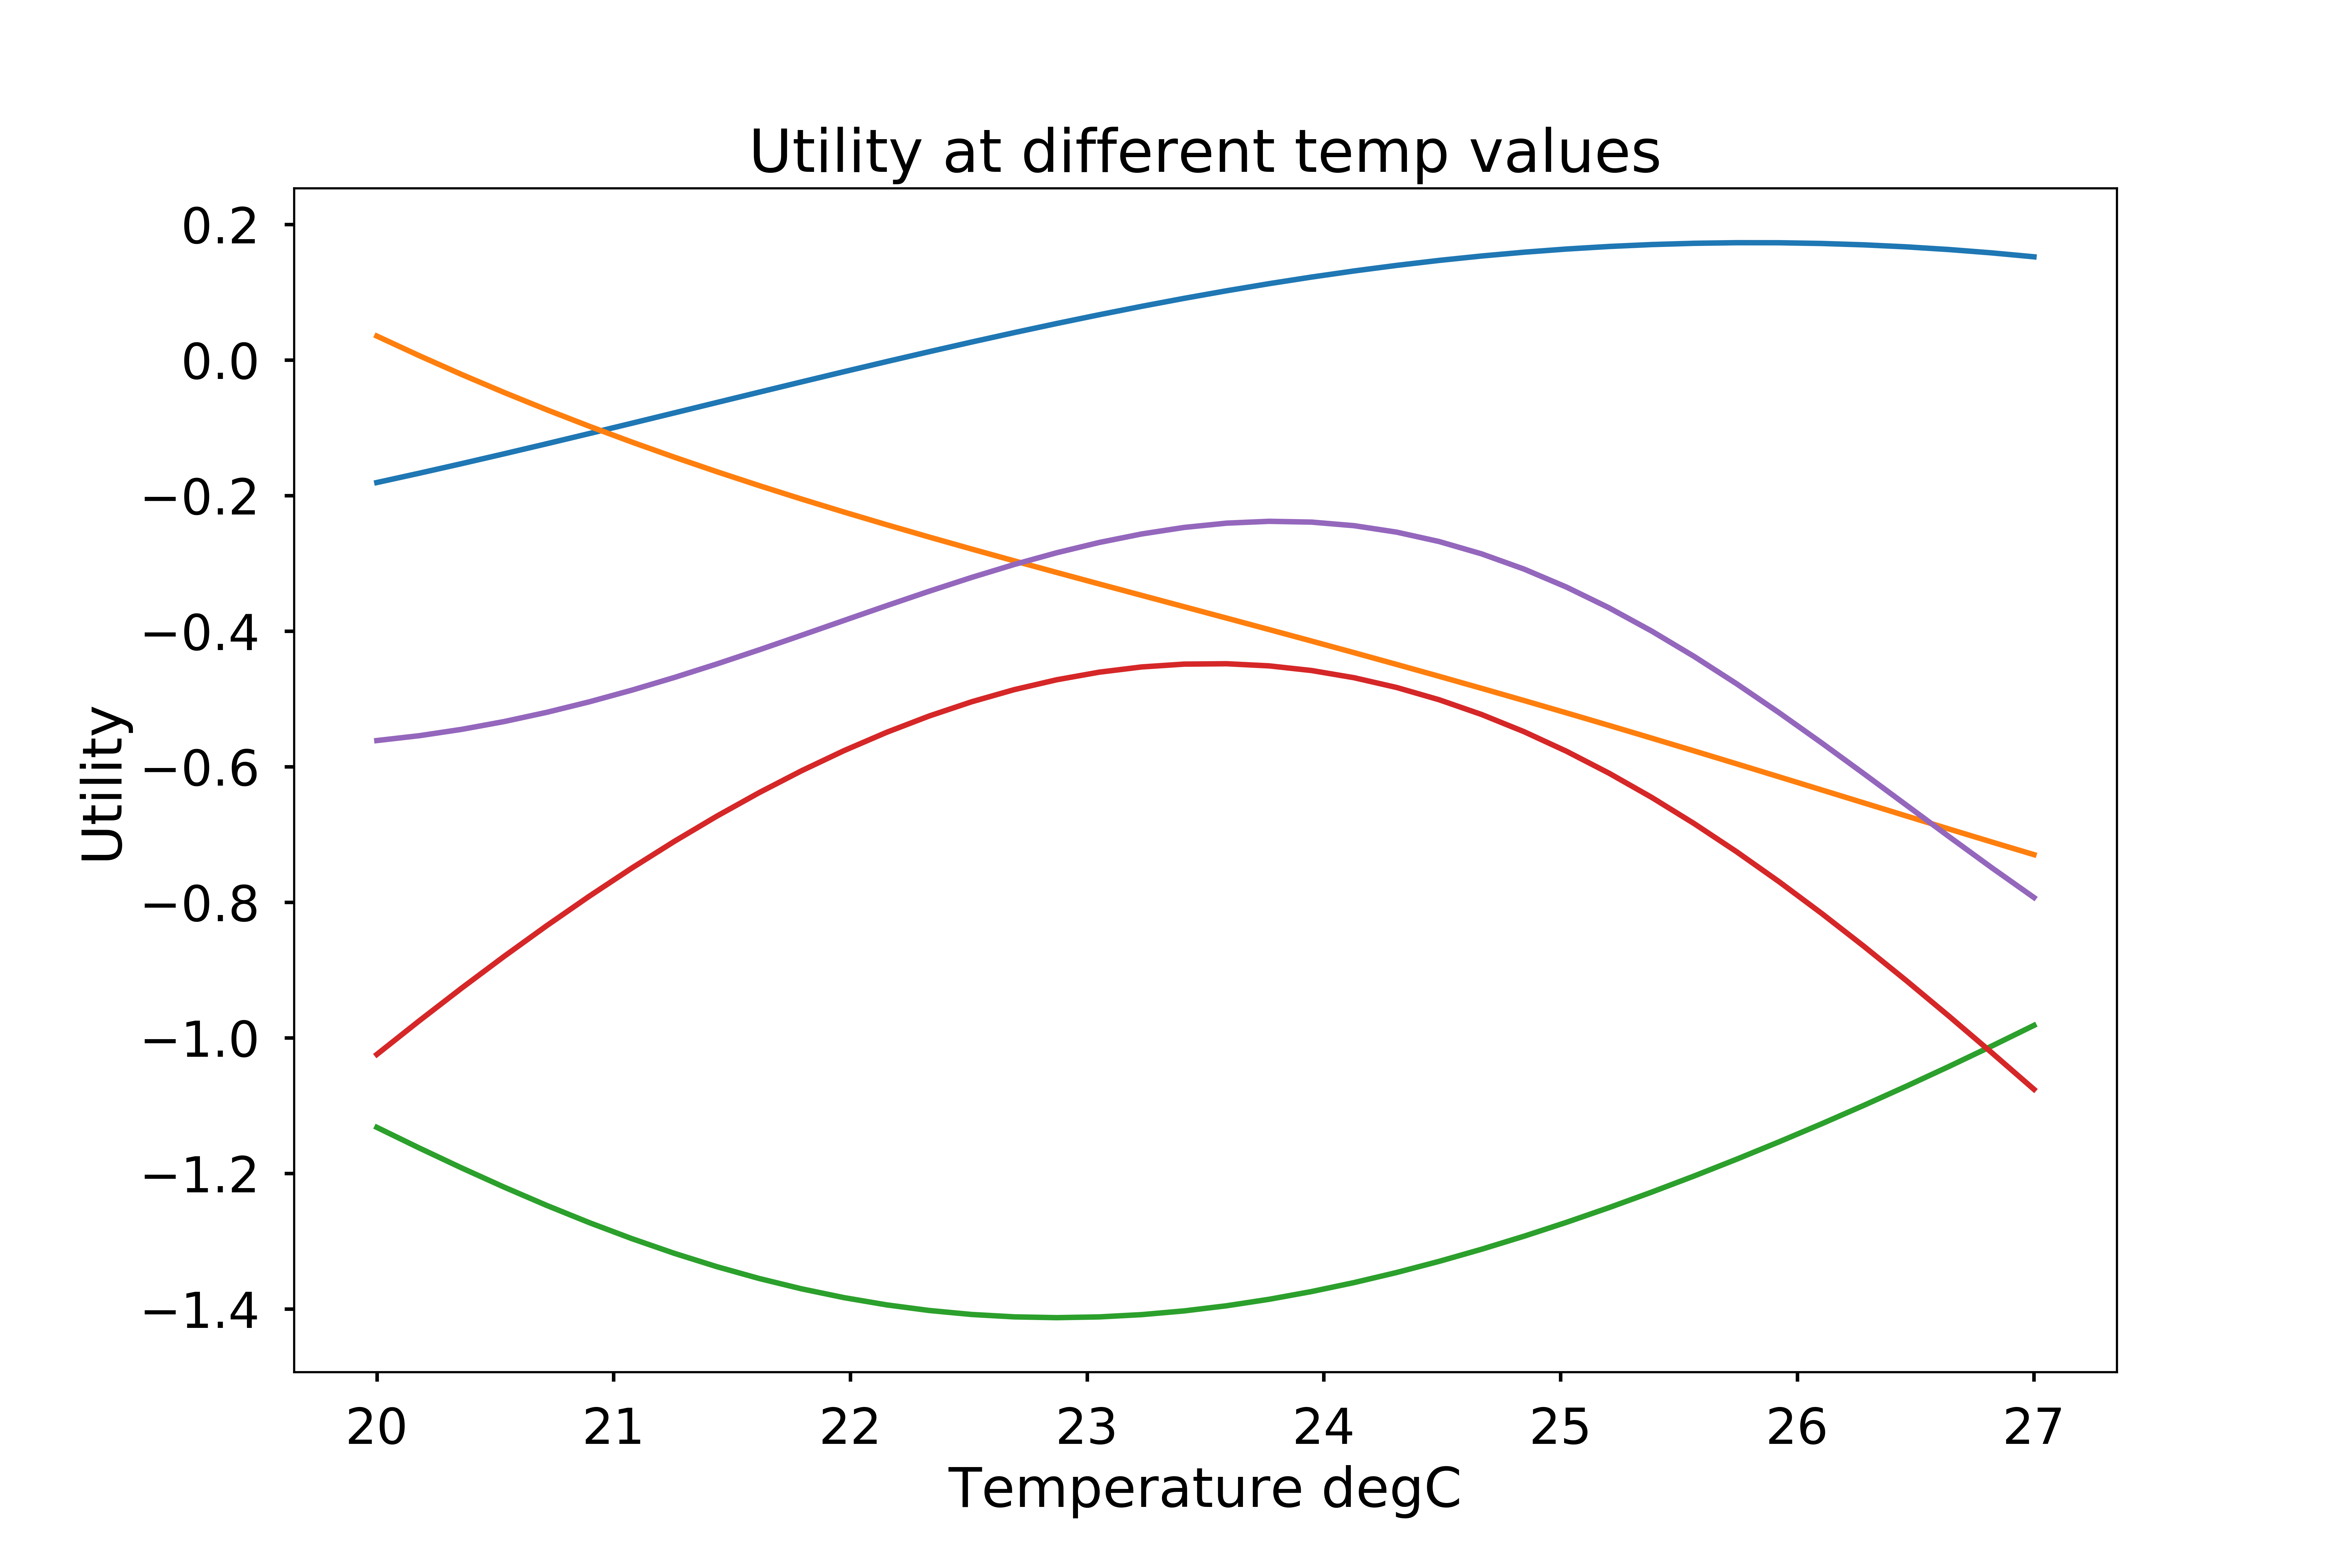 Utility at different temp values
0.2
0.0
−0.2
−0.4
−0.6
−0.8
−1.0
−1.2
−1.4
Utility
20 21 22 23 24 25 26 27
Temperature degC